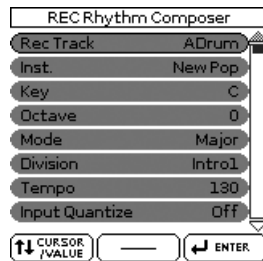 REC Rhythm Composer
Rec Track ADrum
Inst. New Pop
Key C
Octave 0
Mode Major
Division Intro1
Tempo 130
Input Quantize Off
CURSOR /VALUE ENTER